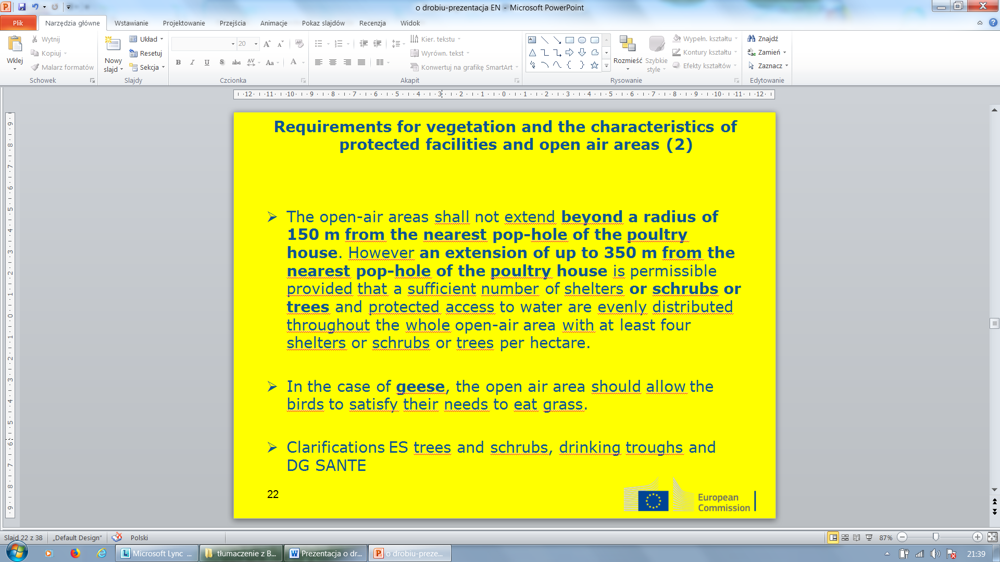 o drobiu-prezentacja EN - Microsoft PowerPoint
Plik Narzędzia główne Wstawianie Projektowanie Przejścia Animacje Pokaz slajdów Recenzja Widok
Wklej
Wytnij
Kopiuj
Malarz formatów
Schowek
Nowy
slajd
Układ
Resetuj
Sekcja
Slajdy
20
Czcionka
Kier. tekstu
Wyrówn. tekst
Konwertuj na grafikę SmartArt
Akapit
Rozmieść
Szybkie
style
Wypełn. kształtu
Kontury kształtu
Efekty kształtów
Rysowanie
Znajdź
Zamień
Zaznacz
Edytowanie
12 11 10 9 8 7 6 5 4 3 2 1 0 1 2 3 4 5 6 7 8 9 10 11 12
9 8 7 6 5 4 3 2 1 0 1 2 3 4 5 6 7 8 9
Requirements for vegetation and the characteristics of
protected facilities and open air areas (2)
The open-air areas shall not extend beyond a radius of
150 m from the nearest pop-hole of the poultry
house. However an extension of up to 350 m from the
nearest pop-hole of the poultry house is permissible
provided that a sufficient number of shelters or schrubs or
trees and protected access to water are evenly distributed
throughout the whole open-air area with at least four
shelters or schrubs or trees per hectare.
In the case of geese, the open air area should allow the
birds to satisfy their needs to eat grass.
Clarifications ES trees and schrubs, drinking troughs and
DG SANTE
22
European
Commission
Slajd 22 z 38 „Default Design” Polski 87%
Microsoft Lync ... tłumaczenie z B... Prezentacja o dr... o drobiu-preze... 21:39